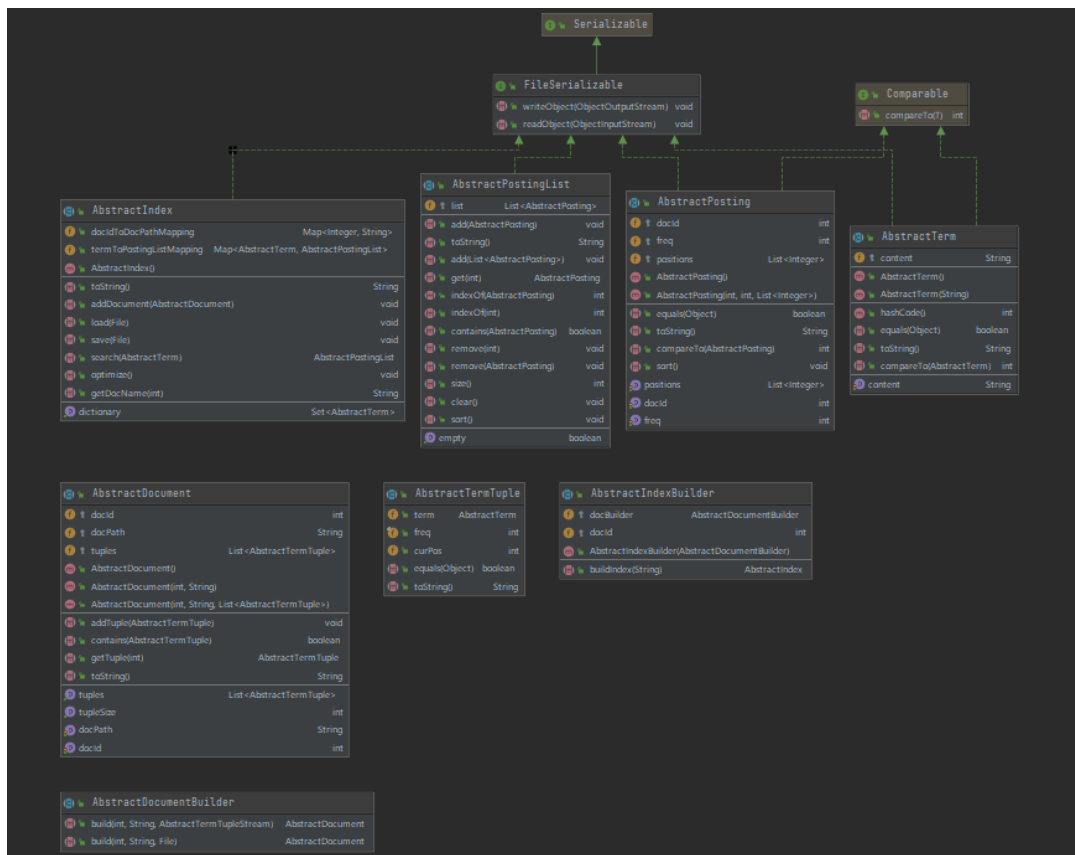 Serializable
FileSerializable
writeObject(ObjectOutputStream) void
readObject(ObjectInputStream) void
Comparable
compareTo(T) int
AbstractIndex
docIdToDocPathMapping Map<Integer, String>
termToPostingListMapping Map<AbstractTerm, AbstractPostingList>
AbstractIndex()
toString() String
addDocument(AbstractDocument) void
load(File) void
save(File) void
search(AbstractTerm) AbstractPostingList
optimize() void
getDocName(int) String
dictionary Set<AbstractTerm>
AbstractPostingList
list List<AbstractPosting>
add(AbstractPosting) void
toString() String
add(List<AbstractPosting>) void
get(int) AbstractPosting
indexOf(AbstractPosting) int
indexOf(int) int
contains(AbstractPosting) boolean
remove(int) void
remove(AbstractPosting) void
size() int
clear() void
sort() void
empty boolean
AbstractPosting
docId int
freq int
positions List<Integer>
AbstractPosting()
AbstractPosting(int, int, List<Integer>)
equals(Object) boolean
toString() String
compareTo(AbstractPosting) int
sort() void
positions List<Integer>
docId int
freq int
AbstractTerm
content String
AbstractTerm()
AbstractTerm(String)
hashCode() int
equals(Object) boolean
toString() String
compareTo(AbstractTerm) int
content String
AbstractDocument
docId int
docPath String
tuples List<AbstractTermTuple>
AbstractDocument()
AbstractDocument(int, String)
AbstractDocument(int, String, List<AbstractTermTuple>)
addTuple(AbstractTermTuple) void
contains(AbstractTermTuple) boolean
getTuple(int) AbstractTermTuple
toString() String
tuples List<AbstractTermTuple>
tupleSize int
docPath String
docId int
AbstractTermTuple
term AbstractTerm
freq int
curPos int
equals(Object) boolean
toString() String
AbstractIndexBuilder
docBuilder AbstractDocumentBuilder
docId int
AbstractIndexBuilder(AbstractDocumentBuilder)
buildIndex(String) AbstractIndex
AbstractDocumentBuilder
build(int, String, AbstractTermTupleStream) AbstractDocument
build(int, String, File) AbstractDocument